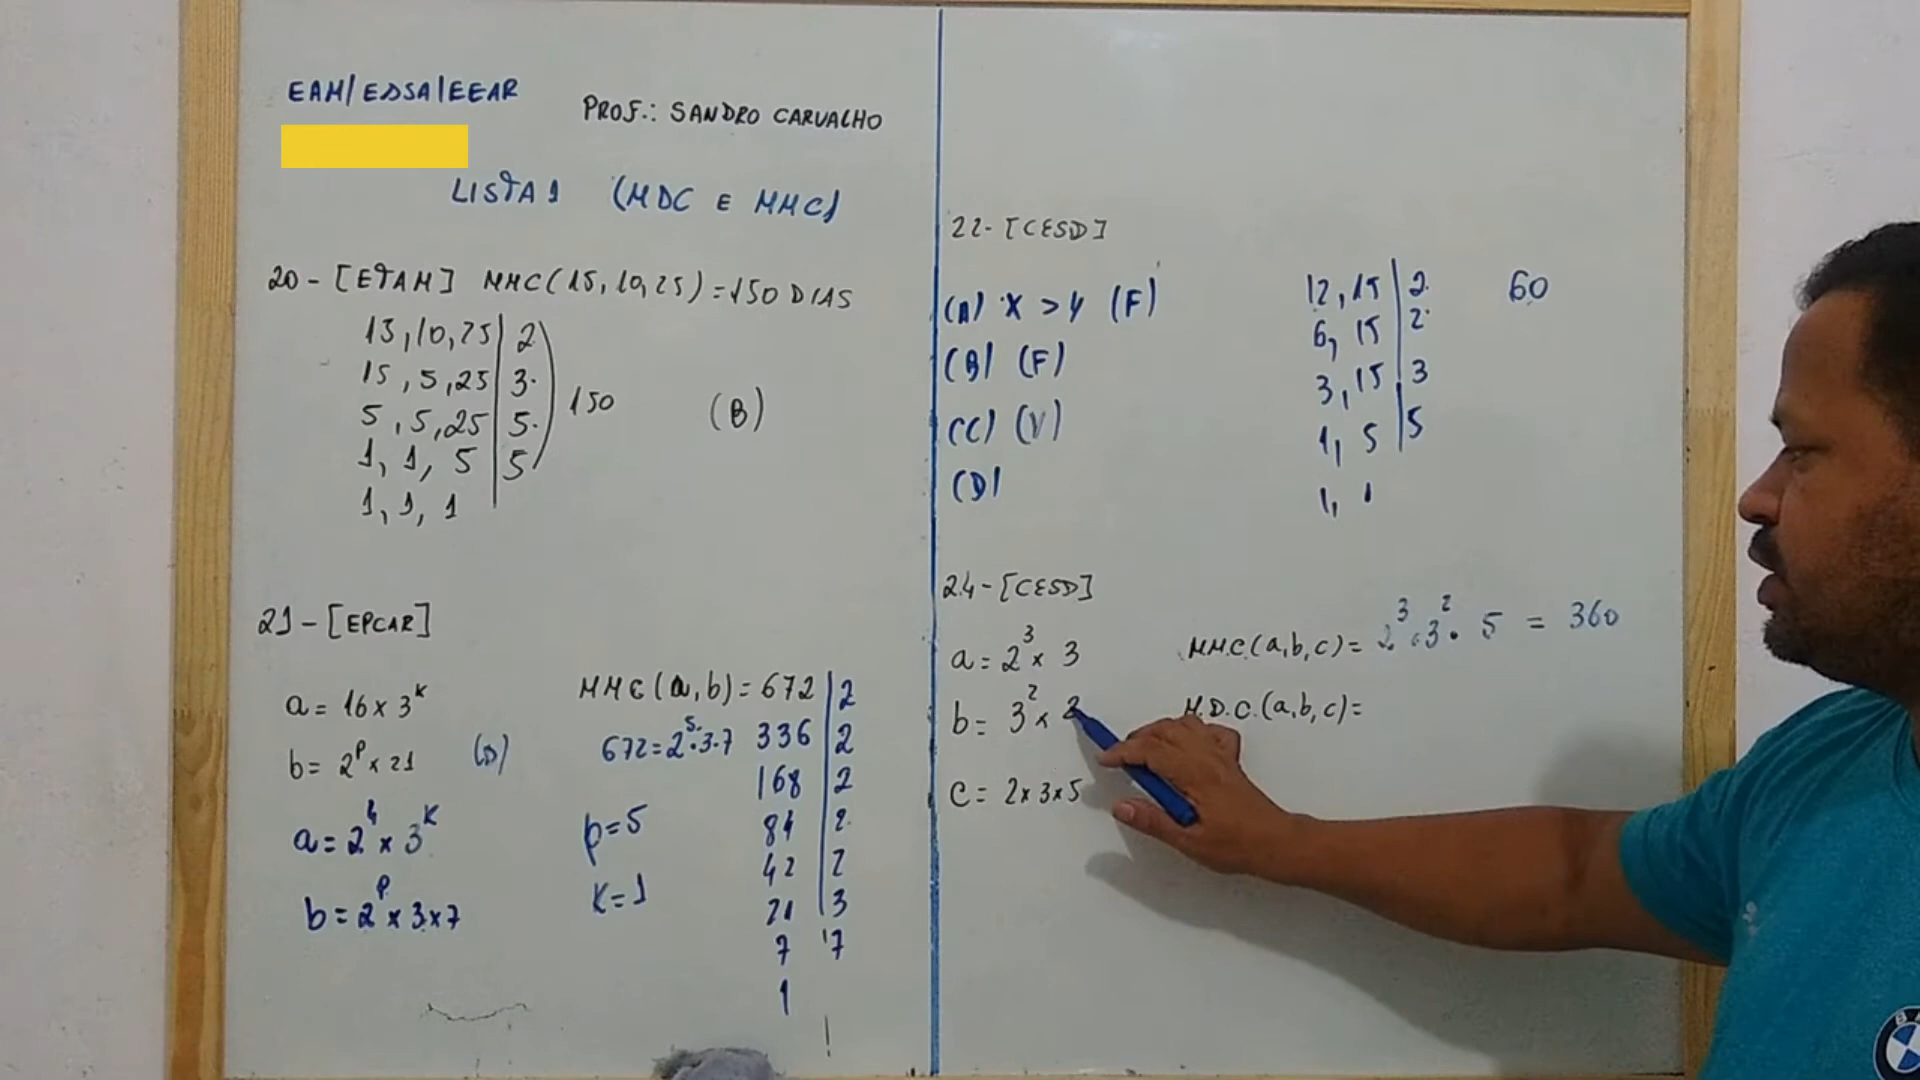 EAM/ESSA/EEAR
PROF.: SANDRO CARVALHO
LISTA 1 (MDC E MMC)
20 - [ETAM] MMC(15,10,25) = 150 DIAS
15, 10, 25 | 2
15, 5, 25 | 3
5, 5, 25 | 5
1, 1, 5 | 5
1, 1, 1
150
(B)
21 - [EPCAR]
a = 16 x 3^k
b = 2^p x 21
(D)
a = 2^4 x 3^k
b = 2^p x 3 x 7
MMC (a,b) = 672 | 2
672 = 2^5 . 3 . 7
336 | 2
168 | 2
84 | 2
42 | 2
21 | 3
7 | 7
1
p = 5
k = 1
22 - [CESD]
(A) x > y (F)
(B) (F)
(C) (V)
(D)
12, 15 | 2
6, 15 | 2
3, 15 | 3
1, 5 | 5
1, 1
60
24 - [CESD]
a = 2^3 x 3
b = 3^2 x 2
c = 2 x 3 x 5
M.M.C.(a,b,c) = 2^3 . 3^2 . 5 = 360
M.D.C.(a,b,c) =